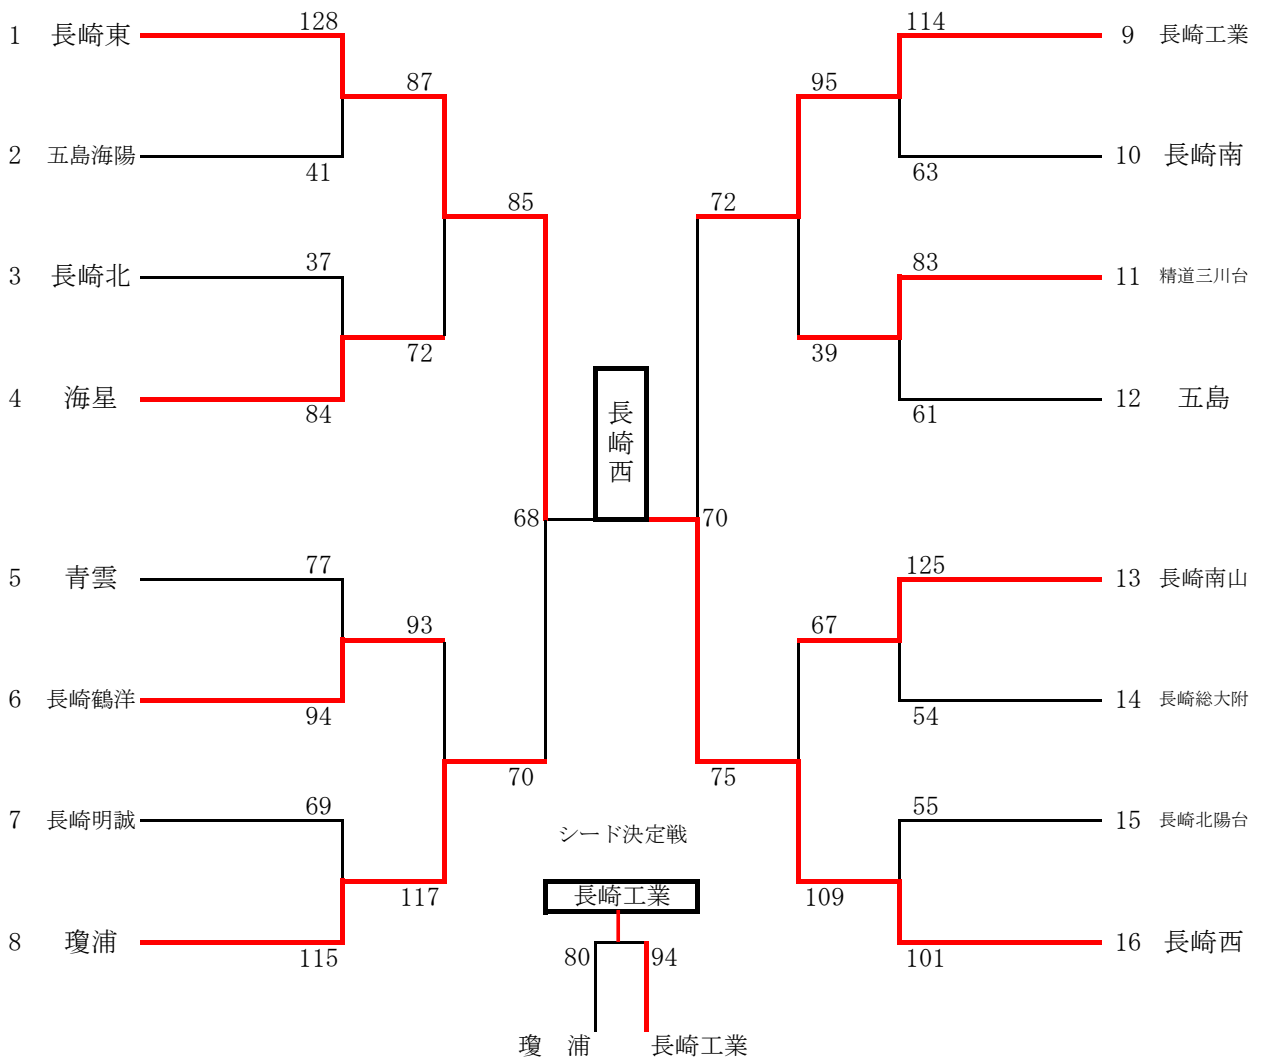 1 長崎東 128
87
2 五島海陽 41
85
3 長崎北 37
72
4 海星 84
68
5 青雲 77
93
6 長崎鶴洋 94
70
7 長崎明誠 69
117
8 瓊浦 115
長崎西
114 9 長崎工業
95
63 10 長崎南
72
83 11 精道三川台
39
61 12 五島
70
125 13 長崎南山
67
54 14 長崎総大附
75
55 15 長崎北陽台
109
101 16 長崎西
シード決定戦
長崎工業
80 94
瓊 浦 長崎工業